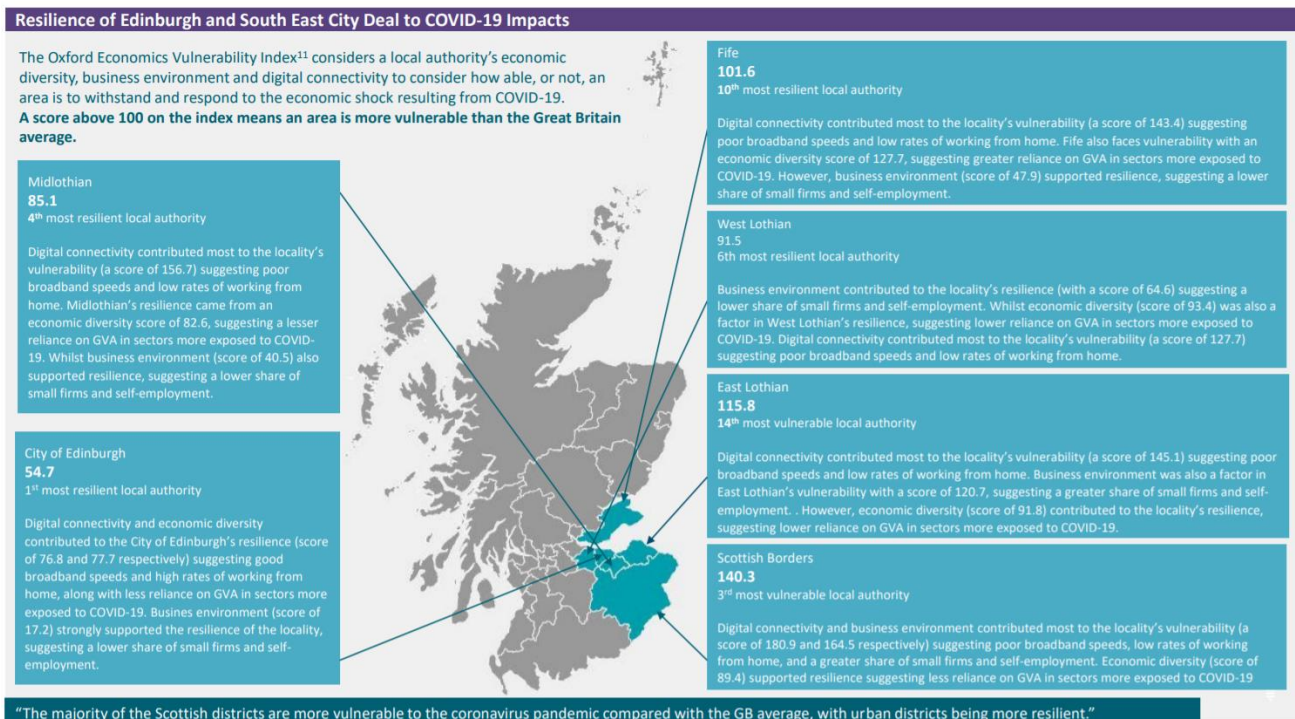 Resilience of Edinburgh and South East City Deal to COVID-19 Impacts
The Oxford Economics Vulnerability Index11 considers a local authority's economic
diversity, business environment and digital connectivity to consider how able, or not, an
area is to withstand and respond to the economic shock resulting from COVID-19.
A score above 100 on the index means an area is more vulnerable than the Great Britain
average.
Midlothian
85.1
4th most resilient local authority
Digital connectivity contributed most to the locality's
vulnerability (a score of 156.7) suggesting poor
broadband speeds and low rates of working from
home. Midlothian's resilience came from an
economic diversity score of 82.6, suggesting a lesser
reliance on GVA in sectors more exposed to COVID-
19. Whilst business environment (score of 40.5) also
supported resilience, suggesting a lower share of
small firms and self-employment.
City of Edinburgh
54.7
1st most resilient local authority
Digital connectivity and economic diversity
contributed to the City of Edinburgh's resilience (score
of 76.8 and 77.7 respectively) suggesting good
broadband speeds and high rates of working from
home, along with less reliance on GVA in sectors more
exposed to COVID-19. Busines environment (score of
17.2) strongly supported the resilience of the locality,
suggesting a lower share of small firms and self-
employment.
Fife
101.6
10th most resilient local authority
Digital connectivity contributed most to the locality's vulnerability (a score of 143.4) suggesting
poor broadband speeds and low rates of working from home. Fife also faces vulnerability with an
economic diversity score of 127.7, suggesting greater reliance on GVA in sectors more exposed to
COVID-19. However, business environment (score of 47.9) supported resilience, suggesting a lower
share of small firms and self-employment.
West Lothian
91.5
6th most resilient local authority
Business environment contributed to the locality's resilience (with a score of 64.6) suggesting a
lower share of small firms and self-employment. Whilst economic diversity (score of 93.4) was also a
factor in West Lothian's resilience, suggesting lower reliance on GVA in sectors more exposed to
COVID-19. Digital connectivity contributed most to the locality's vulnerability (a score of 127.7)
suggesting poor broadband speeds and low rates of working from home.
East Lothian
115.8
14th most vulnerable local authority
Digital connectivity contributed most to the locality's vulnerability (a score of 145.1) suggesting poor
broadband speeds and low rates of working from home. Business environment was also a factor in
East Lothian's vulnerability with a score of 120.7, suggesting a greater share of small firms and self-
employment. . However, economic diversity (score of 91.8) contributed to the locality's resilience,
suggesting lower reliance on GVA in sectors more exposed to COVID-19.
Scottish Borders
140.3
3rd most vulnerable local authority
Digital connectivity and business environment contributed most to the locality's vulnerability (a
score of 180.9 and 164.5 respectively) suggesting poor broadband speeds, low rates of working
from home, and a greater share of small firms and self-employment. Economic diversity (score of
89.4) supported resilience suggesting less reliance on GVA in sectors more exposed to COVID-19
"The majority of the Scottish districts are more vulnerable to the coronavirus pandemic compared with the GB average, with urban districts being more resilient."